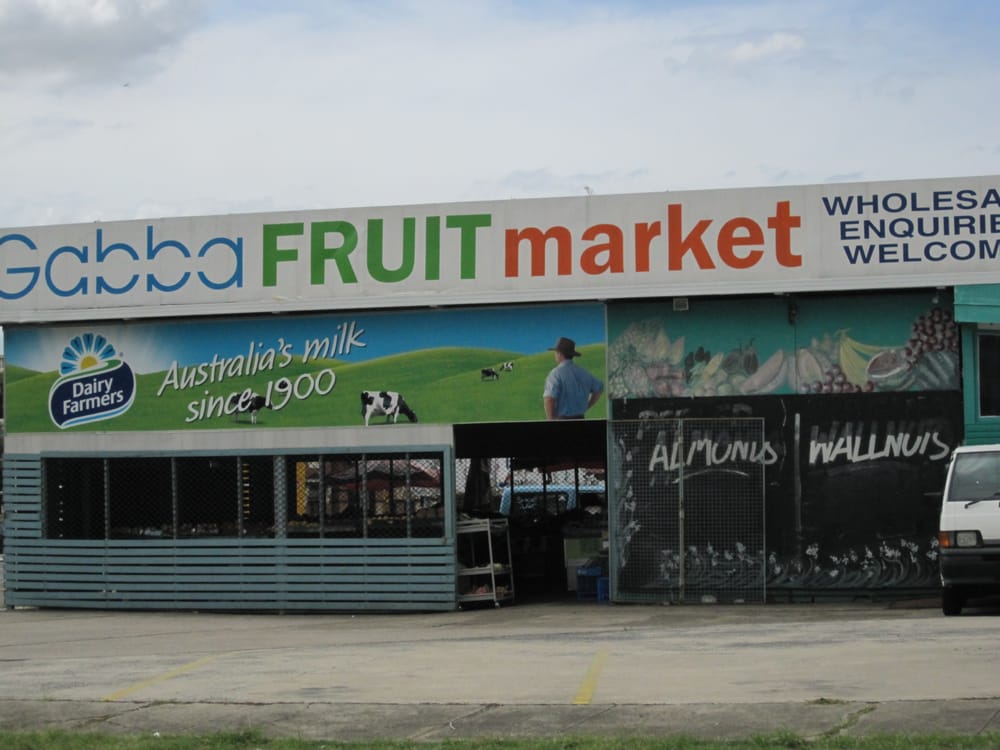 Gabba FRUIT market
WHOLESA
ENQUIRIE
WELCOM
Dairy
Farmers
Australia's milk
since 1900
ALMONDS
WALLNUTS